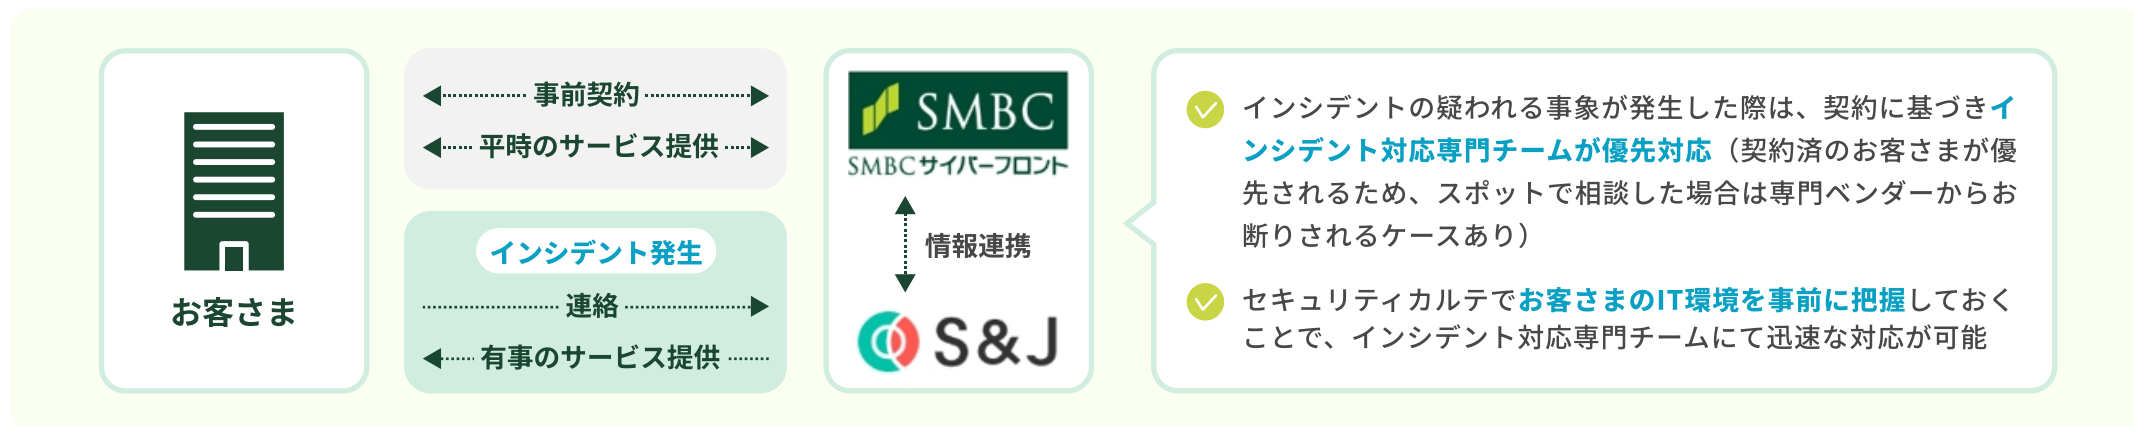 お客さま
事前契約
平時のサービス提供
インシデント発生
連絡
有事のサービス提供
SMBC
SMBCサイバーフロント
情報連携
S&J
インシデントの疑われる事象が発生した際は、契約に基づきイ
ンシデント対応専門チームが優先対応（契約済のお客さまが優
先されるため、スポットで相談した場合は専門ベンダーからお
断りされるケースあり）
セキュリティカルテでお客さまのIT環境を事前に把握しておく
ことで、インシデント対応専門チームにて迅速な対応が可能